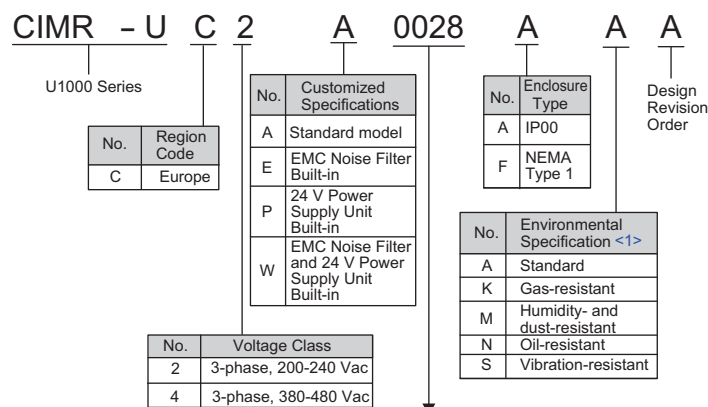 CIMR – U C 2 A 0028 A A A
U1000 Series
No. Region Code
C Europe
No. Customized Specifications
A Standard model
E EMC Noise Filter Built-in
P 24 V Power Supply Unit Built-in
W EMC Noise Filter and 24 V Power Supply Unit Built-in
No. Enclosure Type
A IP00
F NEMA Type 1
Design
Revision
Order
No. Environmental Specification <1>
A Standard
K Gas-resistant
M Humidity- and dust-resistant
N Oil-resistant
S Vibration-resistant
No. Voltage Class
2 3-phase, 200-240 Vac
4 3-phase, 380-480 Vac